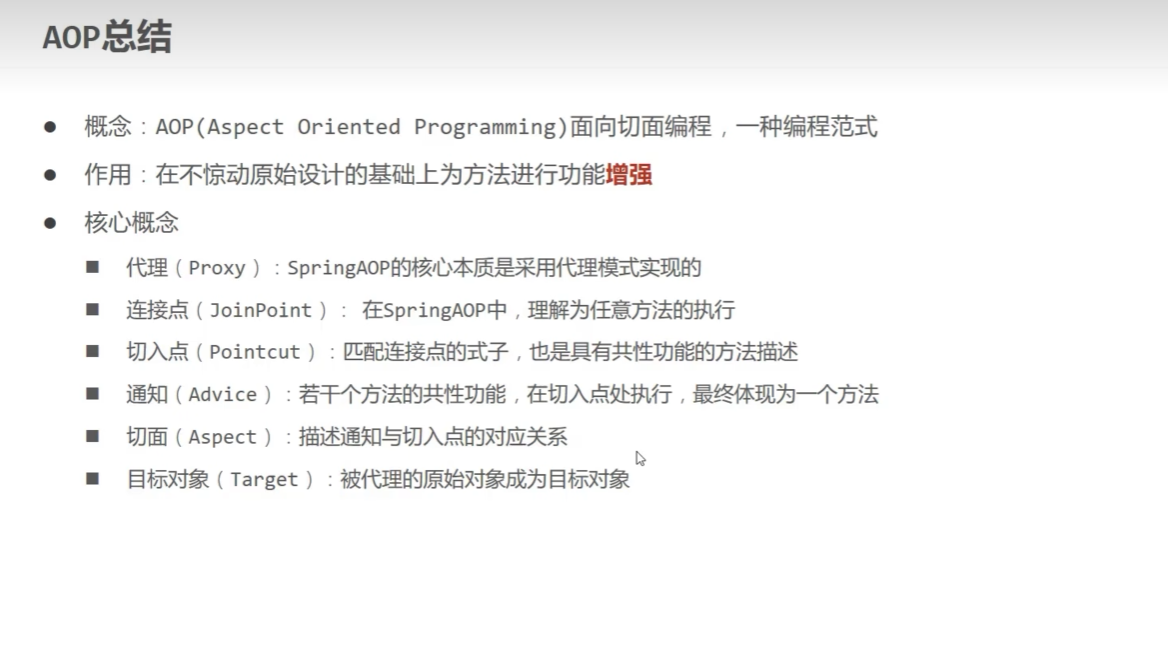 AOP总结
● 概念：AOP(Aspect Oriented Programming)面向切面编程，一种编程范式
● 作用：在不惊动原始设计的基础上为方法进行功能增强
● 核心概念
■ 代理（Proxy）：SpringAOP的核心本质是采用代理模式实现的
■ 连接点（JoinPoint）： 在SpringAOP中，理解为任意方法的执行
■ 切入点（Pointcut）：匹配连接点的式子，也是具有共性功能的方法描述
■ 通知（Advice）：若干个方法的共性功能，在切入点处执行，最终体现为一个方法
■ 切面（Aspect）：描述通知与切入点的对应关系
■ 目标对象（Target）：被代理的原始对象成为目标对象